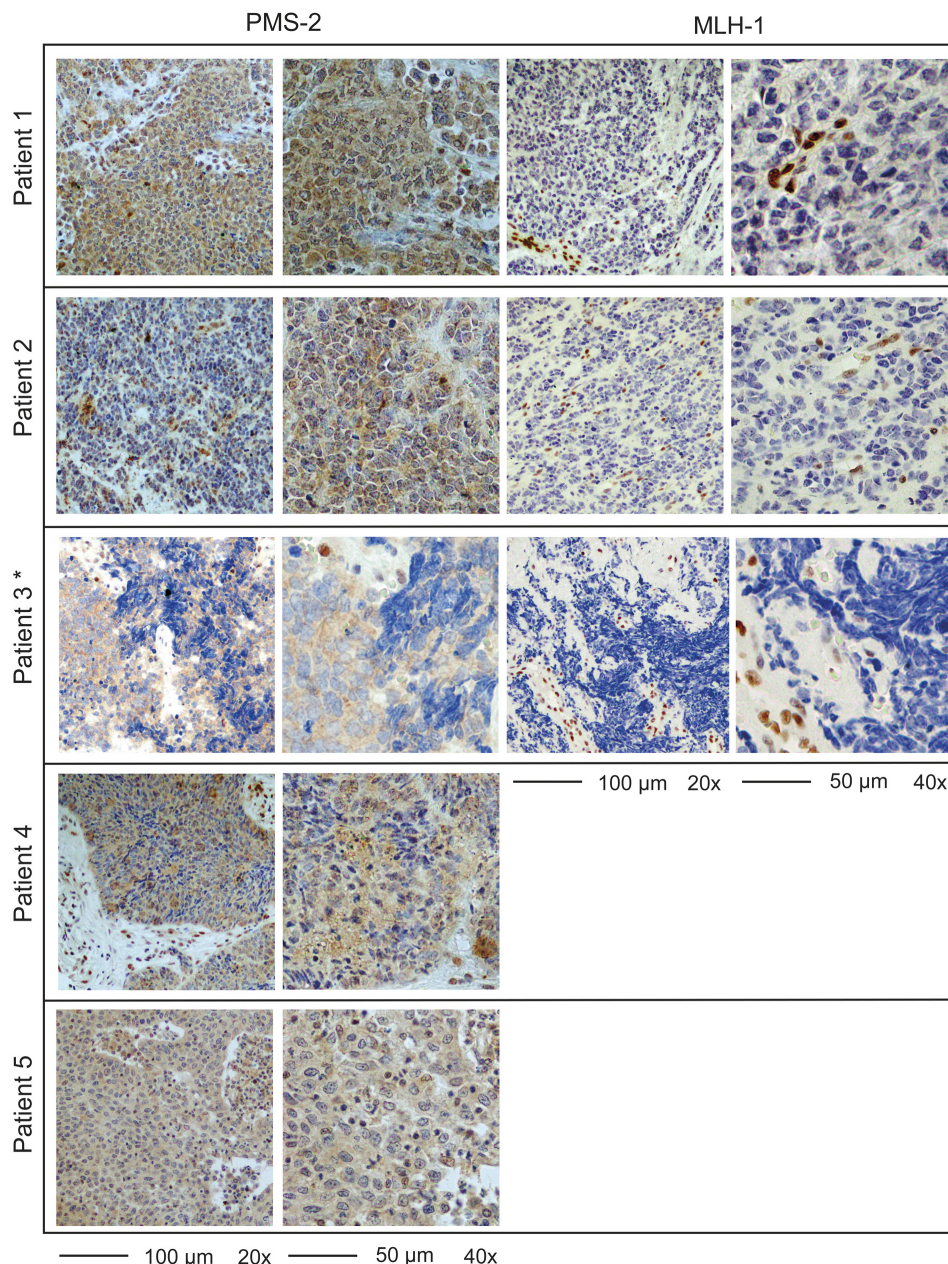 PMS-2 MLH-1
Patient 1
Patient 2
Patient 3 *
100 µm 20x 50 µm 40x
Patient 4
Patient 5
100 µm 20x 50 µm 40x